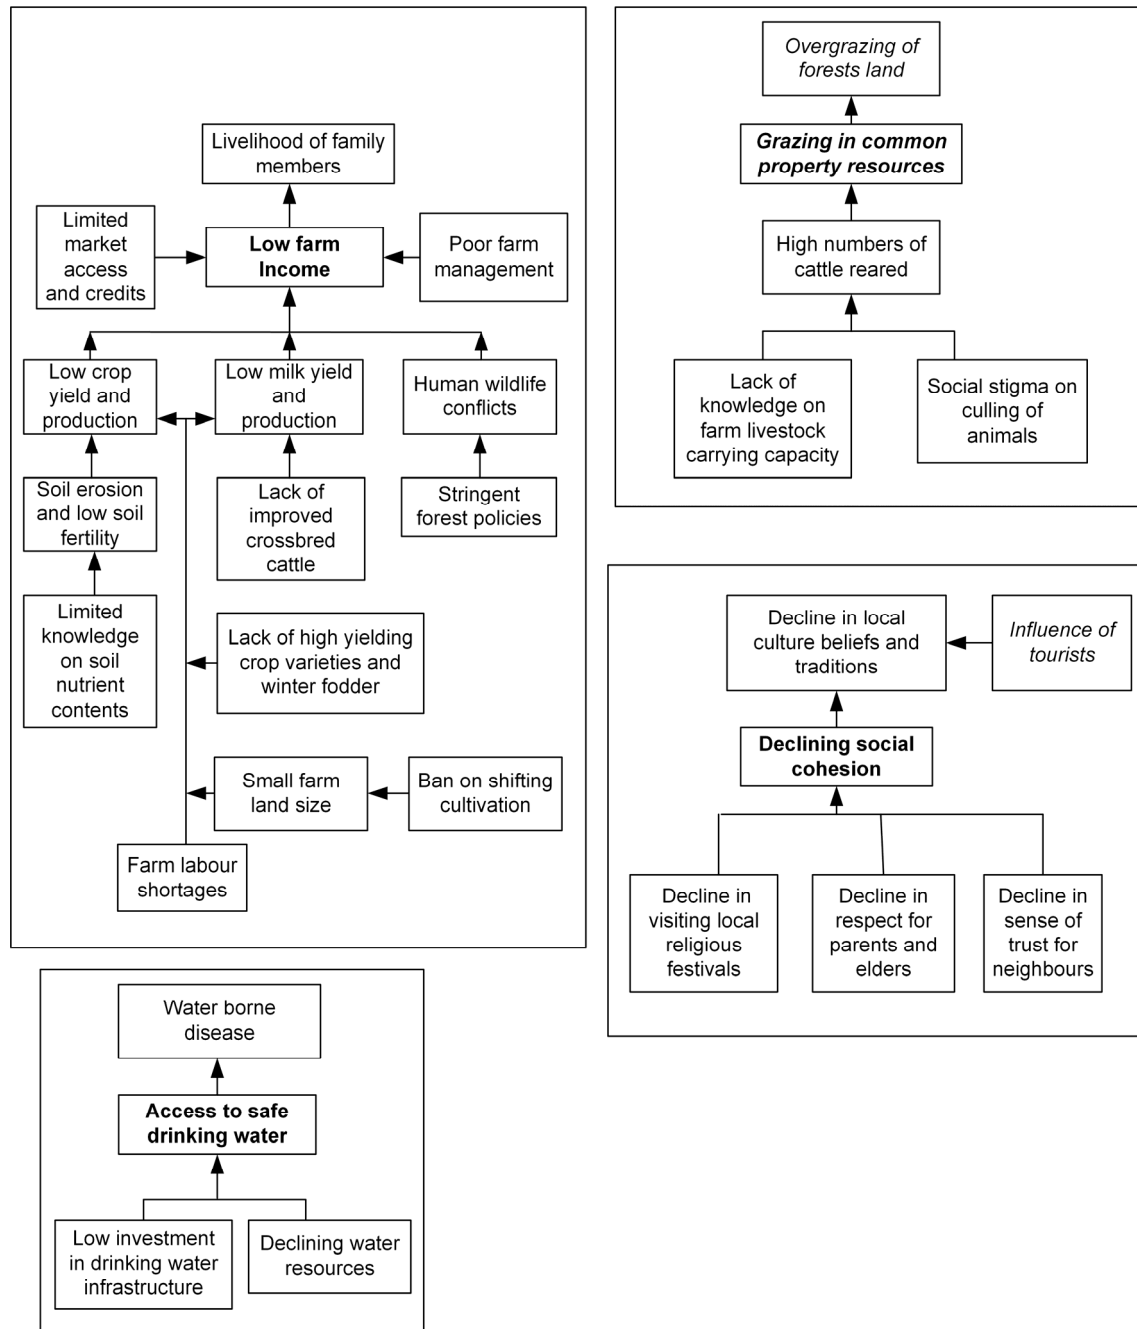 Livelihood of family
members
Limited
market
access
and credits
Low farm
Income
Poor farm
management
Low crop
yield and
production
Low milk yield
and
production
Human wildlife
conflicts
Soil erosion
and low soil
fertility
Lack of
improved
crossbred
cattle
Stringent
forest policies
Limited
knowledge
on soil
nutrient
contents
Lack of high yielding
crop varieties and
winter fodder
Small farm
land size
Ban on shifting
cultivation
Farm labour
shortages
Overgrazing of
forests land
Grazing in common
property resources
High numbers of
cattle reared
Lack of
knowledge on
farm livestock
carrying capacity
Social stigma on
culling of
animals
Decline in local
culture beliefs and
traditions
Influence of
tourists
Declining social
cohesion
Decline in
visiting local
religious
festivals
Decline in
respect for
parents and
elders
Decline in
sense of
trust for
neighbours
Water borne
disease
Access to safe
drinking water
Low investment
in drinking water
infrastructure
Declining water
resources